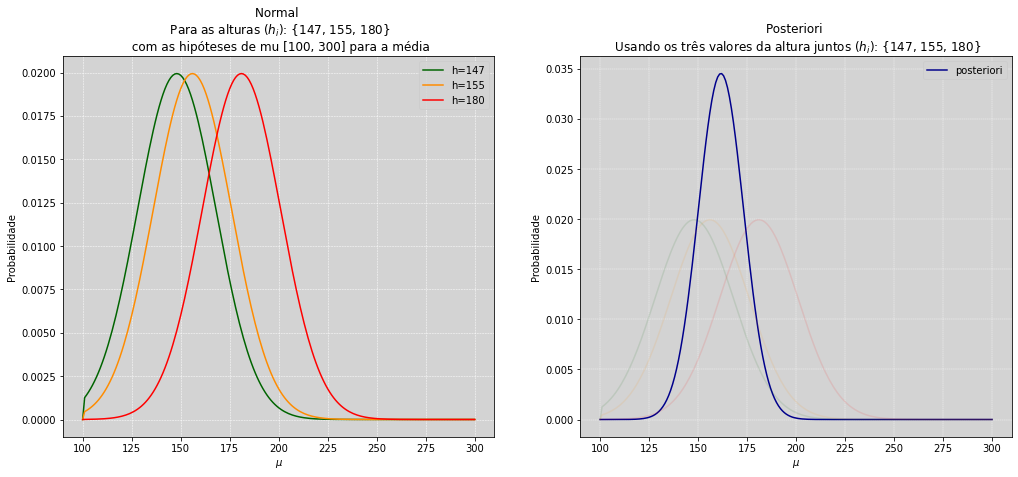 Normal
Para as alturas (hᵢ): {147, 155, 180}
com as hipóteses de mu [100, 300] para a média
0.0200
0.0175
0.0150
0.0125
0.0100
0.0075
0.0050
0.0025
0.0000
Probabilidade
h=147
h=155
h=180
100 125 150 175 200 225 250 275 300
μ
Posteriori
Usando os três valores da altura juntos (hᵢ): {147, 155, 180}
0.035
0.030
0.025
0.020
0.015
0.010
0.005
0.000
Probabilidade
posteriori
100 125 150 175 200 225 250 275 300
μ